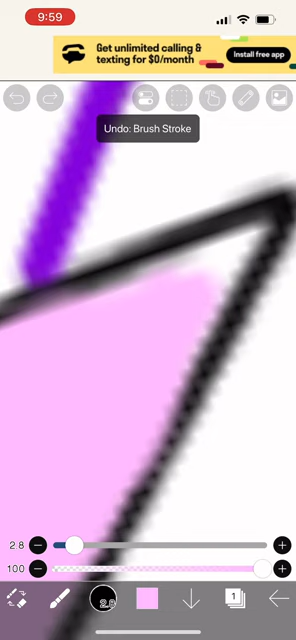 9:59
Get unlimited calling &
texting for $0/month
Install free app
Undo: Brush Stroke
2.8
100
2.8
1